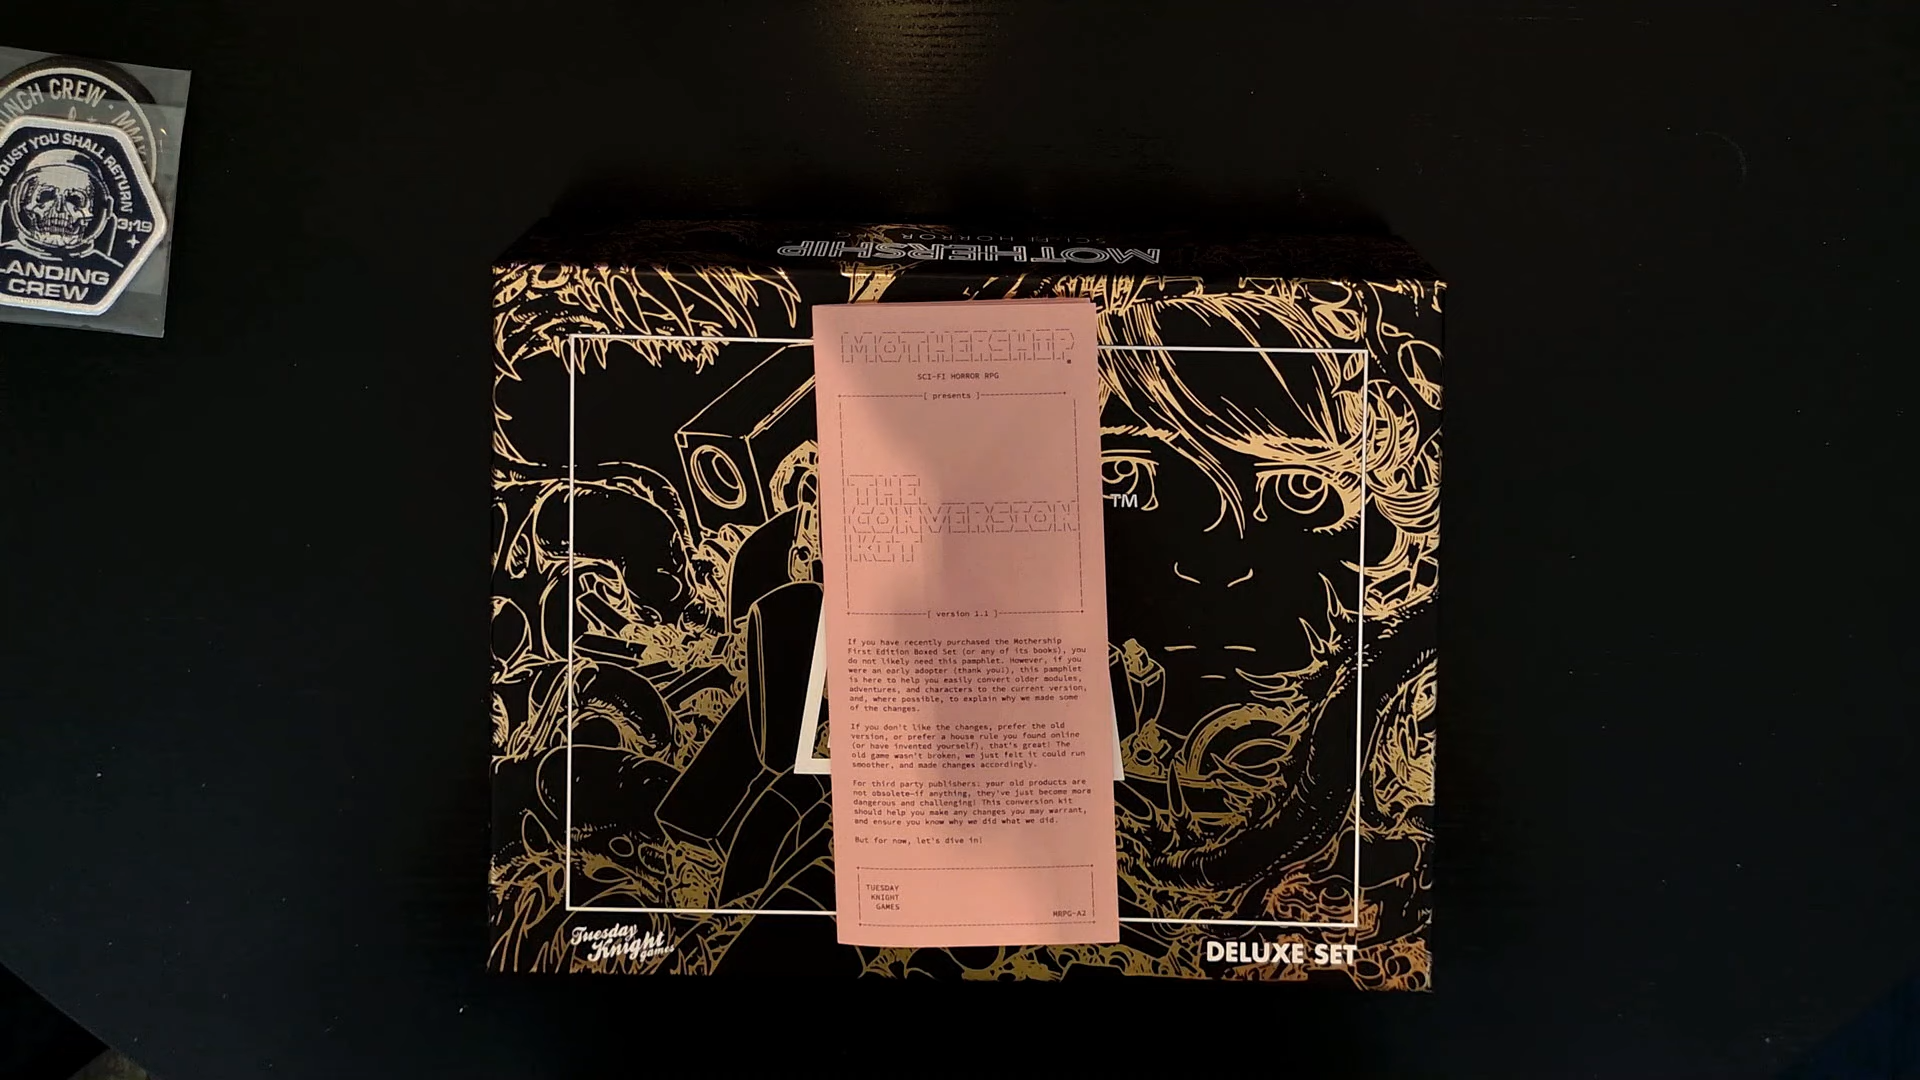 NCH CREW · MM
DUST YOU SHALL RETURN
3:19
LANDING
CREW
MOTHERSHIP
SCI-FI HORROR
MOTHERSHIP.
SCI-FI HORROR RPG
[ presents ]
THE
CONVERSION
KIT
[ version 1.1 ]
If you have recently purchased the Mothership
First Edition Boxed Set (or any of its books), you
do not likely need this pamphlet. However, if you
were an early adopter (thank you!), this pamphlet
is here to help you easily convert older modules,
adventures, and characters to the current version,
and, where possible, to explain why we made some
of the changes.
If you don't like the changes, prefer the old
version, or prefer a house rule you found online
(or have invented yourself), that's great! The
old game wasn't broken, we just felt it could run
smoother, and made changes accordingly.
For third party publishers: your old products are
not obsolete—if anything, they've just become more
dangerous and challenging! This conversion kit
should help you make any changes you may warrant,
and ensure you know why we did what we did.
But for now, let's dive in!
TUESDAY
KNIGHT
GAMES
MRPG-A2
TM
Tuesday
Knight
games
DELUXE SET